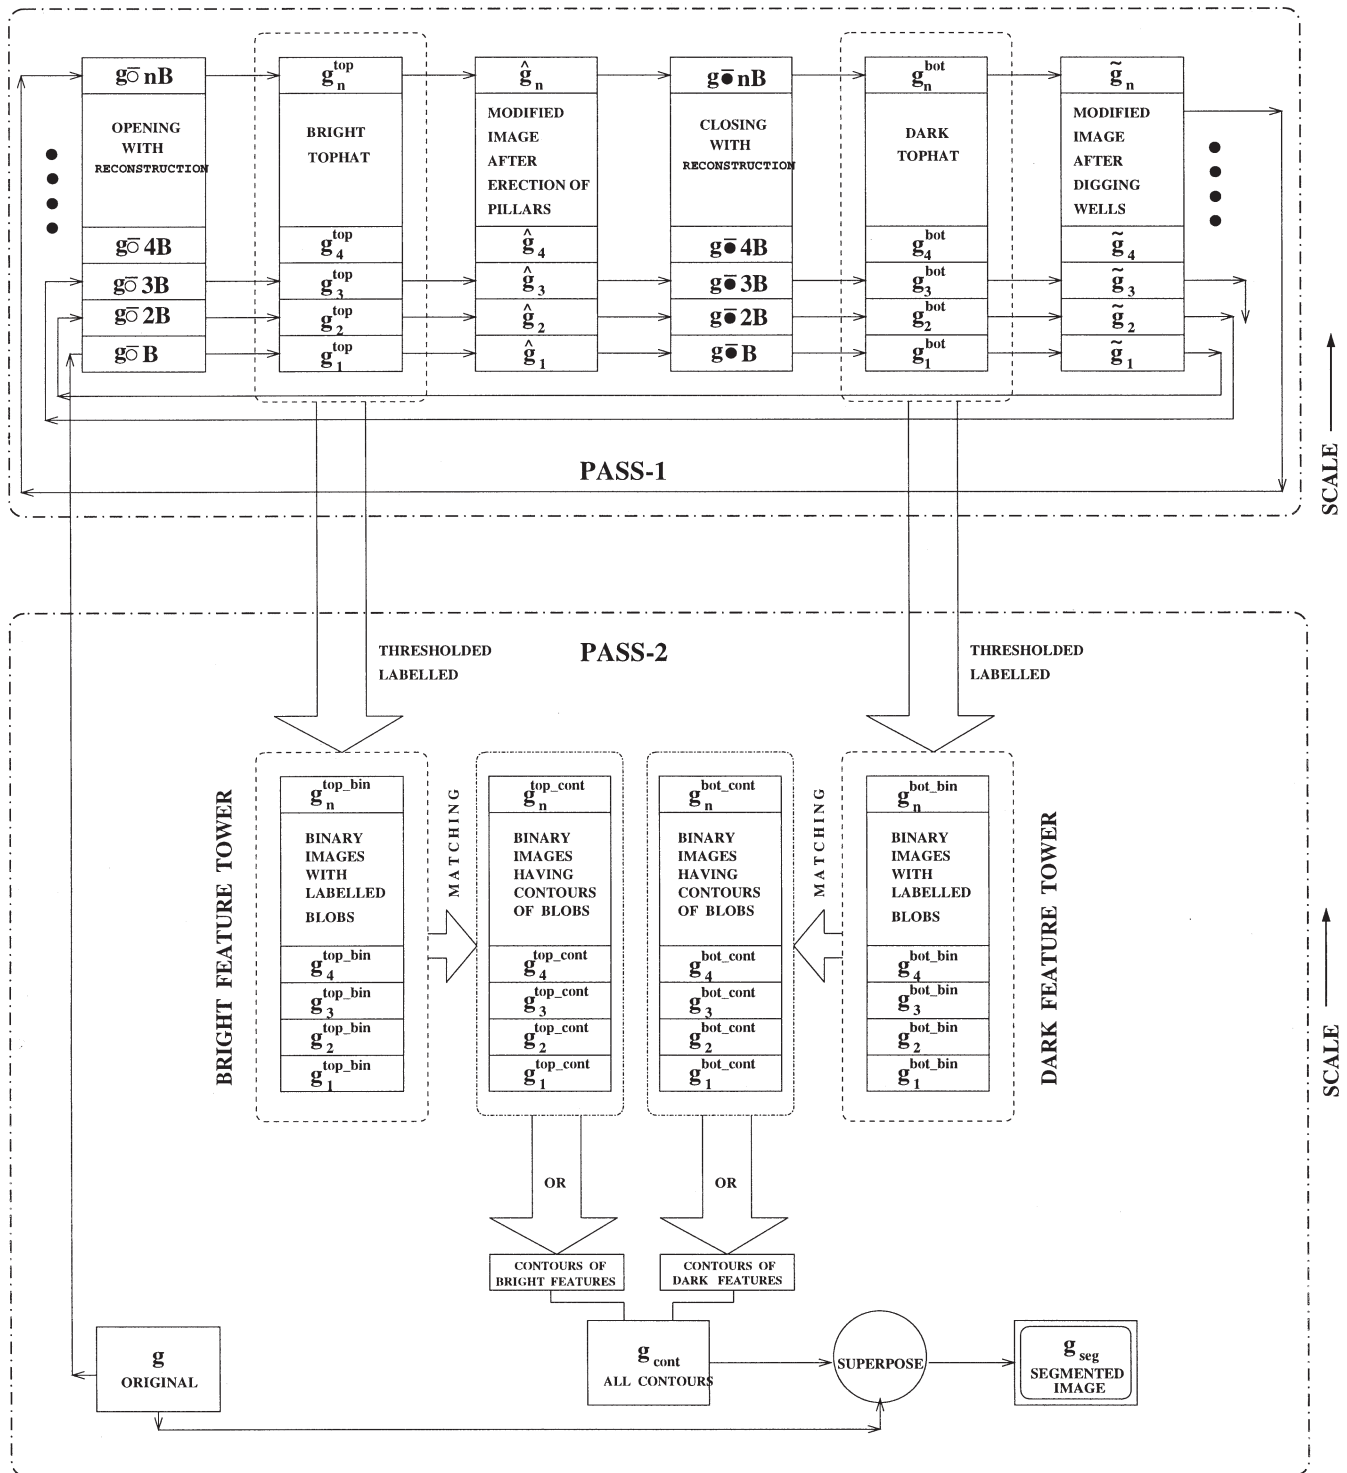 g○̅ nB
g_n^top
ĝ_n
g●̅ nB
g_n^bot
g̃_n
OPENING
WITH
RECONSTRUCTION
BRIGHT
TOPHAT
MODIFIED
IMAGE
AFTER
ERECTION OF
PILLARS
CLOSING
WITH
RECONSTRUCTION
DARK
TOPHAT
MODIFIED
IMAGE
AFTER
DIGGING
WELLS
g○̅ 4B
g_4^top
ĝ_4
g●̅ 4B
g_4^bot
g̃_4
g○̅ 3B
g_3^top
ĝ_3
g●̅ 3B
g_3^bot
g̃_3
g○̅ 2B
g_2^top
ĝ_2
g●̅ 2B
g_2^bot
g̃_2
g○̅ B
g_1^top
ĝ_1
g●̅ B
g_1^bot
g̃_1
PASS-1
SCALE
PASS-2
THRESHOLDED
LABELLED
THRESHOLDED
LABELLED
BRIGHT FEATURE TOWER
g_n^top_bin
BINARY
IMAGES
WITH
LABELLED
BLOBS
g_4^top_bin
g_3^top_bin
g_2^top_bin
g_1^top_bin
MATCHING
g_n^top_cont
BINARY
IMAGES
HAVING
CONTOURS
OF BLOBS
g_4^top_cont
g_3^top_cont
g_2^top_cont
g_1^top_cont
g_n^bot_cont
BINARY
IMAGES
HAVING
CONTOURS
OF BLOBS
g_4^bot_cont
g_3^bot_cont
g_2^bot_cont
g_1^bot_cont
MATCHING
g_n^bot_bin
BINARY
IMAGES
WITH
LABELLED
BLOBS
g_4^bot_bin
g_3^bot_bin
g_2^bot_bin
g_1^bot_bin
DARK FEATURE TOWER
SCALE
OR
OR
CONTOURS OF
BRIGHT FEATURES
CONTOURS OF
DARK FEATURES
g
ORIGINAL
g_cont
ALL CONTOURS
SUPERPOSE
g_seg
SEGMENTED
IMAGE